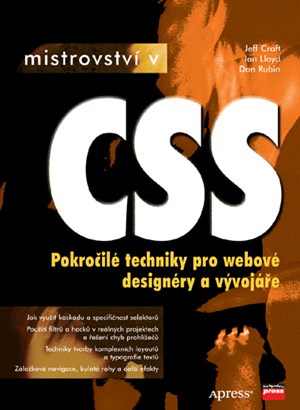 Jeff Croft
Ian Lloyd
Dan Rubin
mistrovství v
CSS
Pokročilé techniky pro webové
designéry a vývojáře
Jak využít kaskádu a specifičnost selektorů
Použití filtrů a hacků v reálných projektech
a řešení chyb prohlížečů
Techniky tvorby komplexních layoutů
a typografie textů
Záložková navigace, kulaté rohy a další efekty
Apress®
press